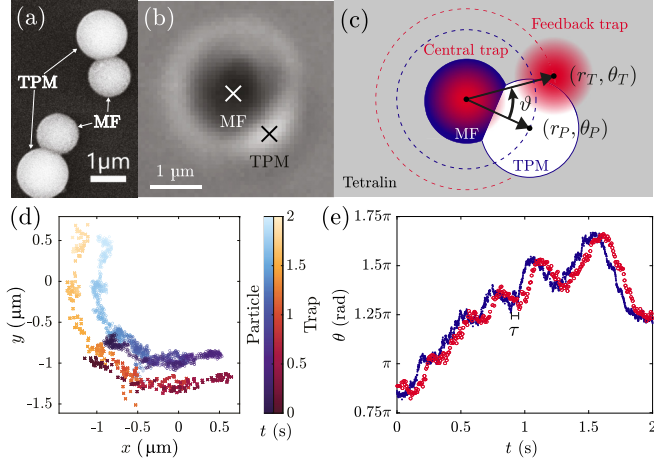 (a)
TPM
MF
1μm
(b)
MF
TPM
1 μm
(c)
Feedback trap
Central trap
(r_T, θ_T)
ϑ
(r_P, θ_P)
MF
TPM
Tetralin
(d)
y (μm)
0.5
0
-0.5
-1
-1.5
-1
-0.5
0
0.5
x (μm)
Particle
Trap
2
1.5
1
0.5
0
t (s)
(e)
θ (rad)
1.75π
1.5π
1.25π
π
0.75π
τ
0
0.5
1
1.5
2
t (s)